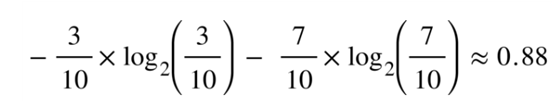 − 3/10 × log₂(3/10) − 7/10 × log₂(7/10) ≈ 0.88